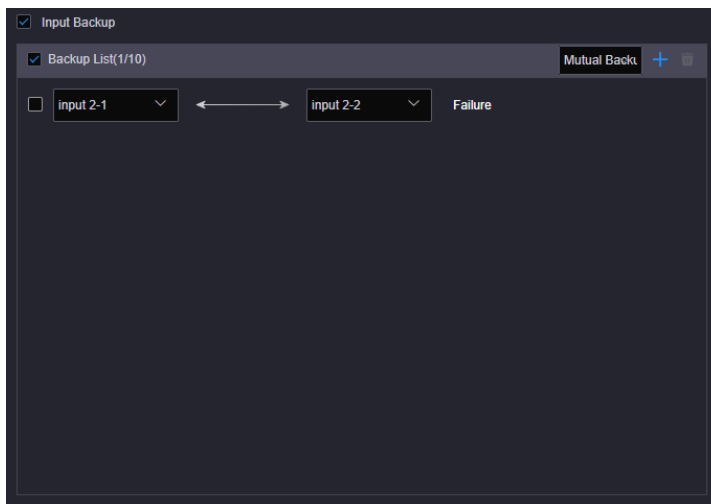 Input Backup
Backup List(1/10) Mutual Backu
input 2-1 input 2-2 Failure